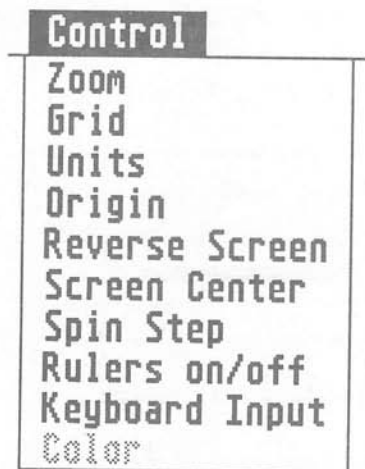 Control
Zoom
Grid
Units
Origin
Reverse Screen
Screen Center
Spin Step
Rulers on/off
Keyboard Input
Color